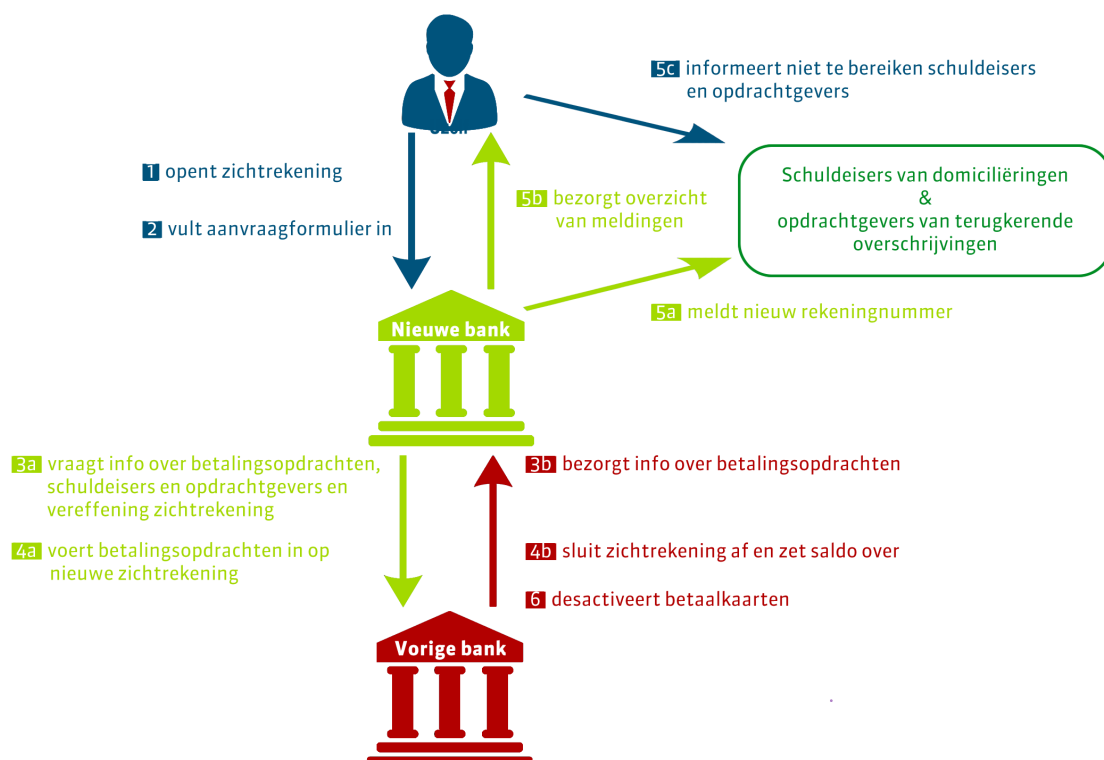 5c informeert niet te bereiken schuldeisers
en opdrachtgevers
1 opent zichtrekening
2 vult aanvraagformulier in
5b bezorgt overzicht
van meldingen
Schuldeisers van domiciliëringen
&
opdrachtgevers van terugkerende
overschrijvingen
5a meldt nieuw rekeningnummer
Nieuwe bank
3a vraagt info over betalingsopdrachten,
schuldeisers en opdrachtgevers en
vereffening zichtrekening
4a voert betalingsopdrachten in op
nieuwe zichtrekening
3b bezorgt info over betalingsopdrachten
4b sluit zichtrekening af en zet saldo over
6 desactiveert betaalkaarten
Vorige bank